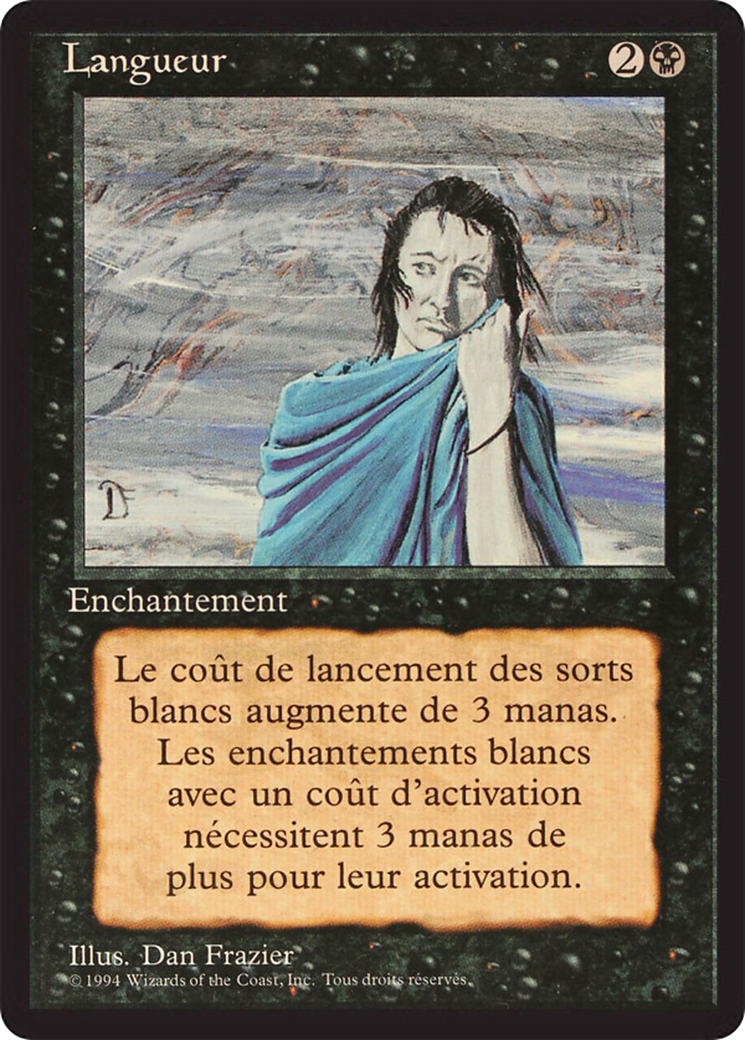 Langueur 2
DF
Enchantement
Le coût de lancement des sorts
blancs augmente de 3 manas.
Les enchantements blancs
avec un coût d'activation
nécessitent 3 manas de
plus pour leur activation.
Illus. Dan Frazier
© 1994 Wizards of the Coast, Inc. Tous droits réservés.